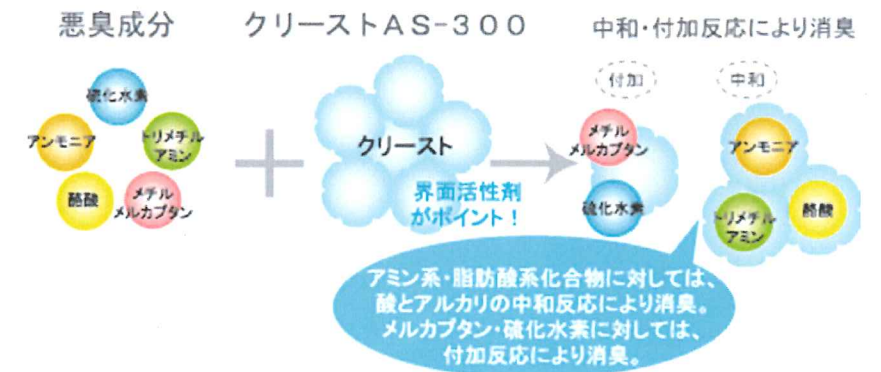 悪臭成分
クリーストAS-300
中和・付加反応により消臭
硫化水素
アンモニア
トリメチル
アミン
酪酸
メチル
メルカプタン
クリースト
界面活性剤
がポイント!
付加
中和
メチル
メルカプタン
硫化水素
アンモニア
トリメチル
アミン
酪酸
アミン系・脂肪酸系化合物に対しては、
酸とアルカリの中和反応により消臭。
メルカプタン・硫化水素に対しては、
付加反応により消臭。